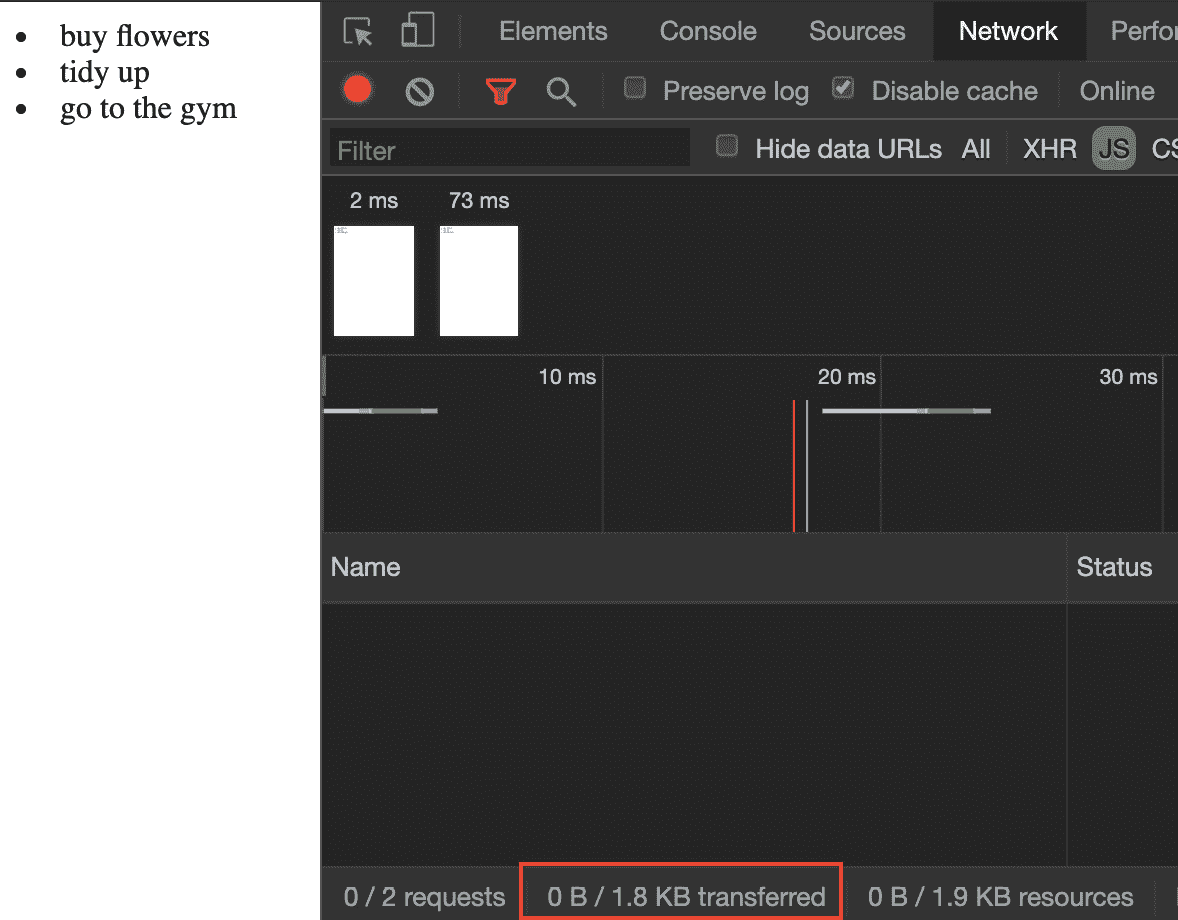 • buy flowers
• tidy up
• go to the gym
Elements Console Sources Network Perfor
Preserve log Disable cache Online
Filter Hide data URLs All XHR JS CS
2 ms 73 ms
10 ms 20 ms 30 ms
Name Status
0 / 2 requests 0 B / 1.8 KB transferred 0 B / 1.9 KB resources